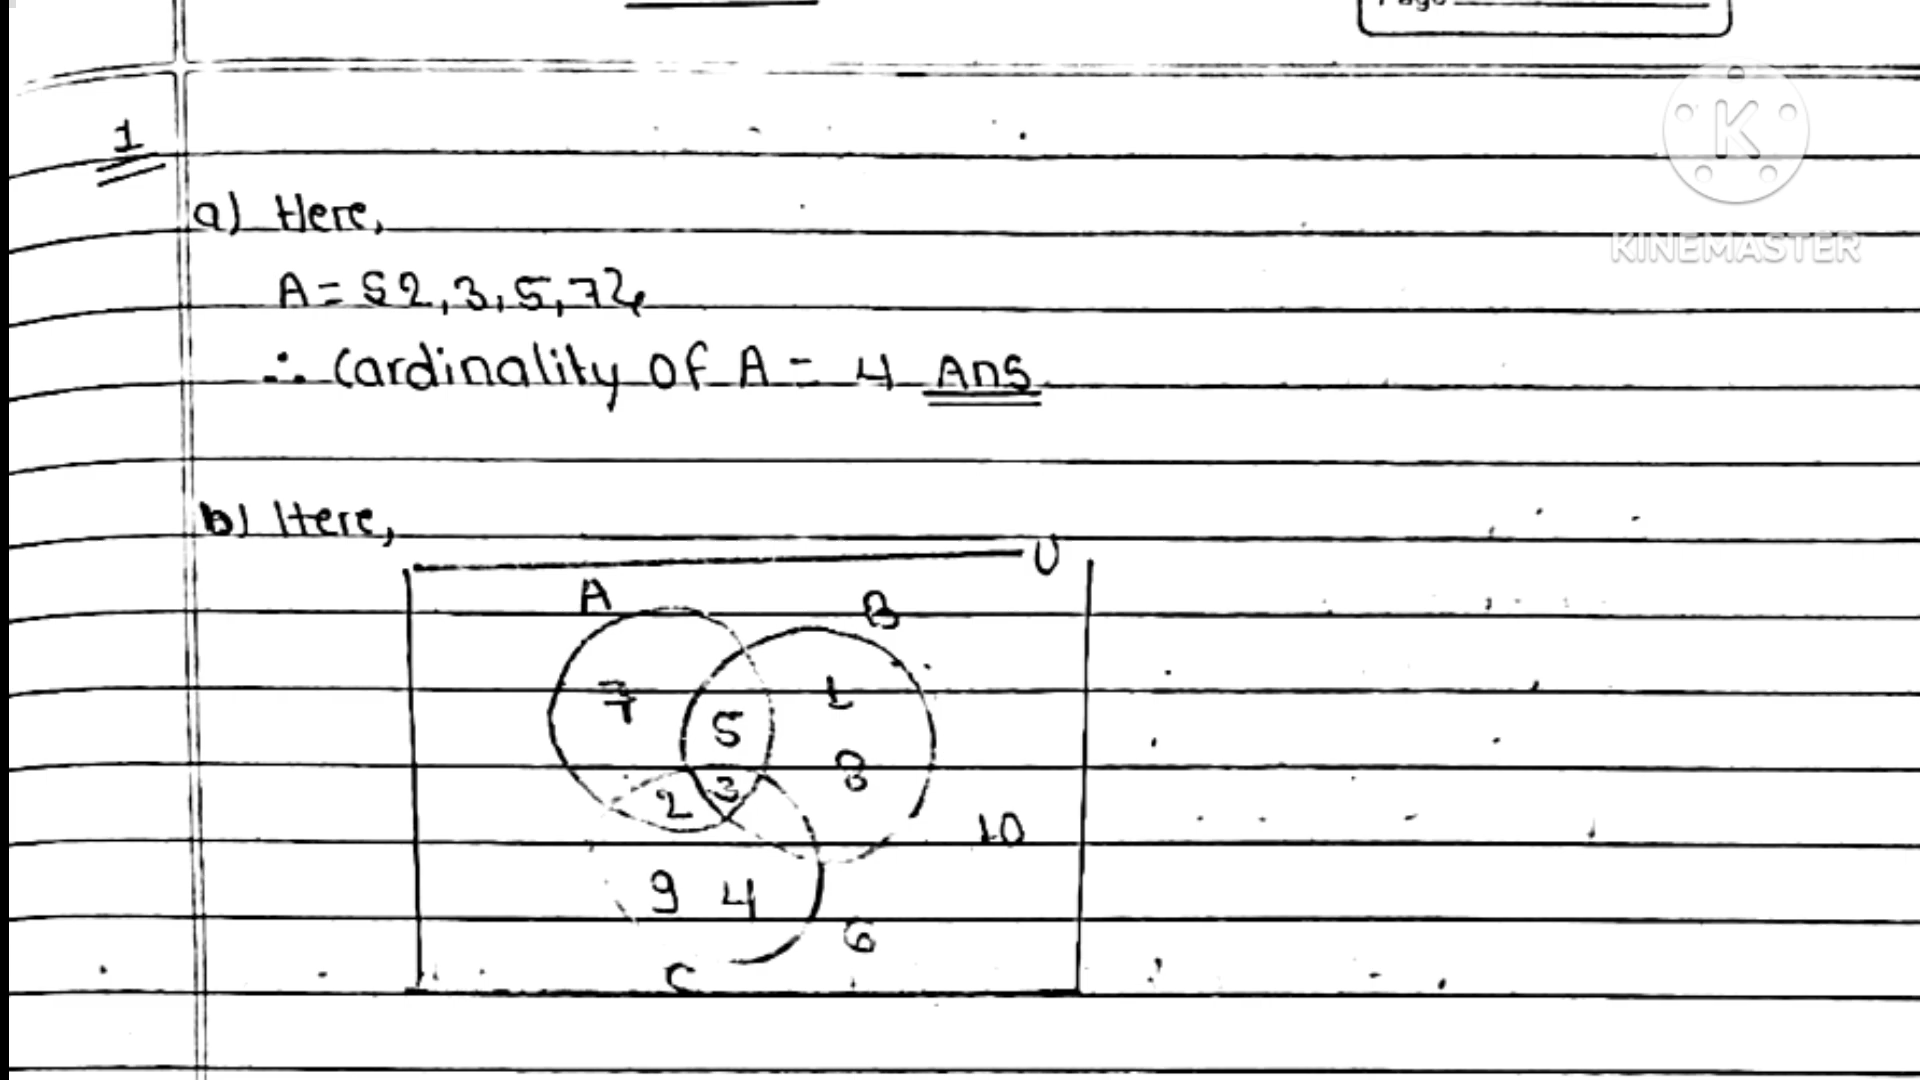 1
a) Here,
A = {2, 3, 5, 7},
∴ Cardinality of A = 4 Ans
b) Here,
U
A B
7 5 1
8
2 3
10
9 4
6
C
K
KINEMASTER